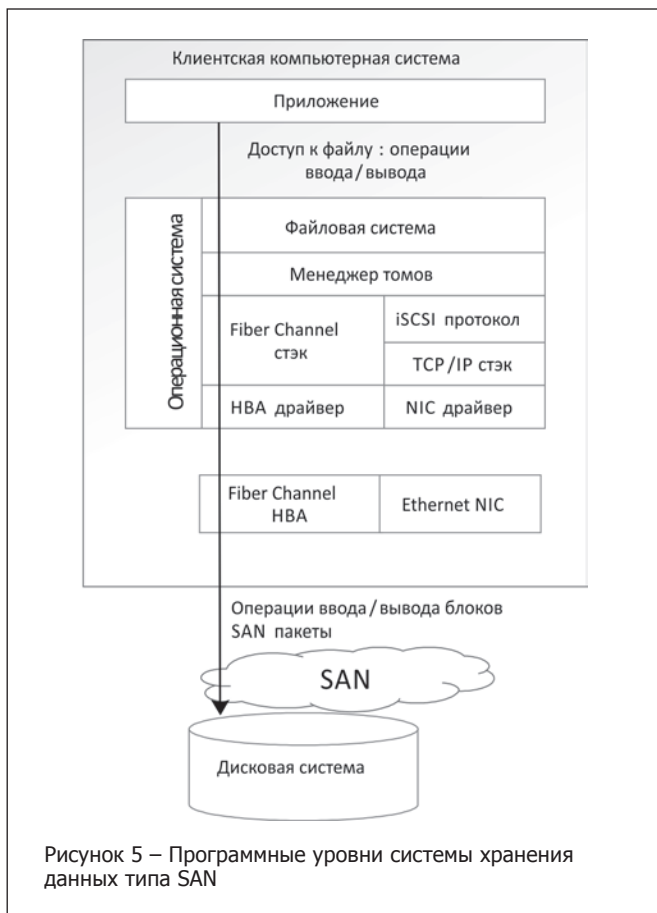 Клиентская компьютерная система
Приложение
Доступ к файлу : операции
ввода/вывода
Операционная система
Файловая система
Менеджер томов
Fiber Channel
стэк
iSCSI протокол
TCP/IP стэк
HBA драйвер
NIC драйвер
Fiber Channel
HBA
Ethernet NIC
Операции ввода/вывода блоков
SAN пакеты
SAN
Дисковая система
Рисунок 5 – Программные уровни системы хранения
данных типа SAN